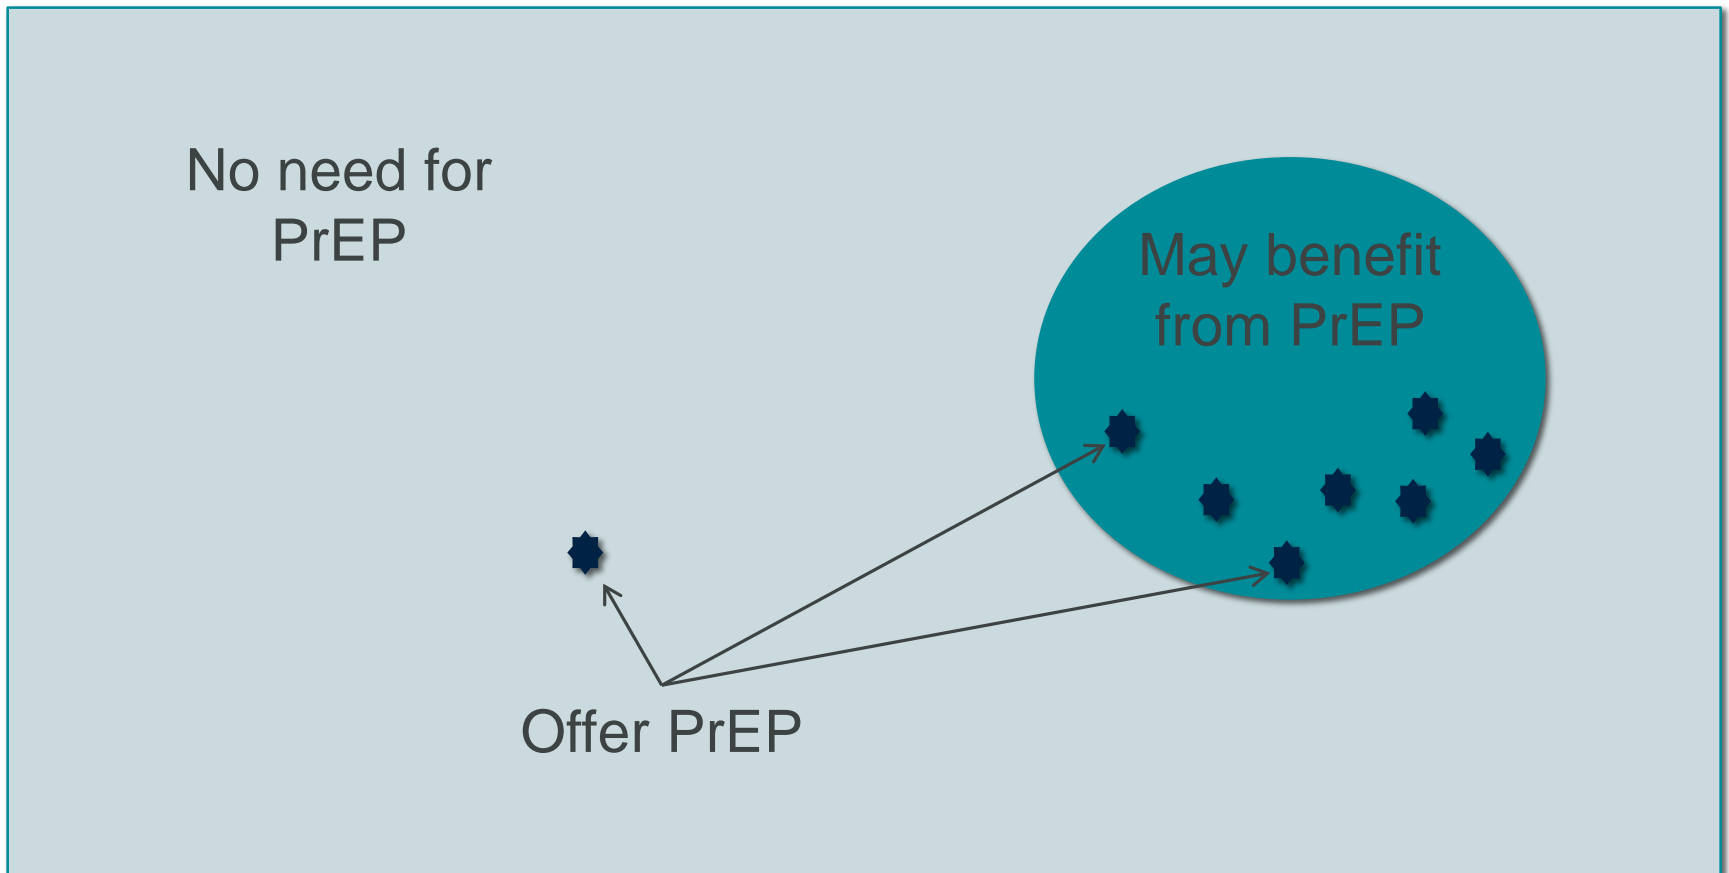 No need for
PrEP
May benefit
from PrEP
Offer PrEP